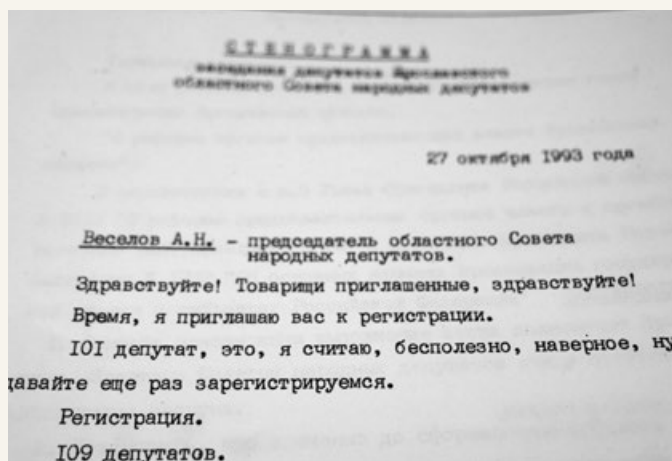 СТЕНОГРАММА
заседания депутатов Ярославского
областного Совета народных депутатов
27 октября 1993 года
Веселов А.Н. – председатель областного Совета
народных депутатов.
Здравствуйте! Товарищи приглашенные, здравствуйте!
Время, я приглашаю вас к регистрации.
I0I депутат, это, я считаю, бесполезно, наверное, ну
давайте еще раз зарегистрируемся.
Регистрация.
I09 депутатов.